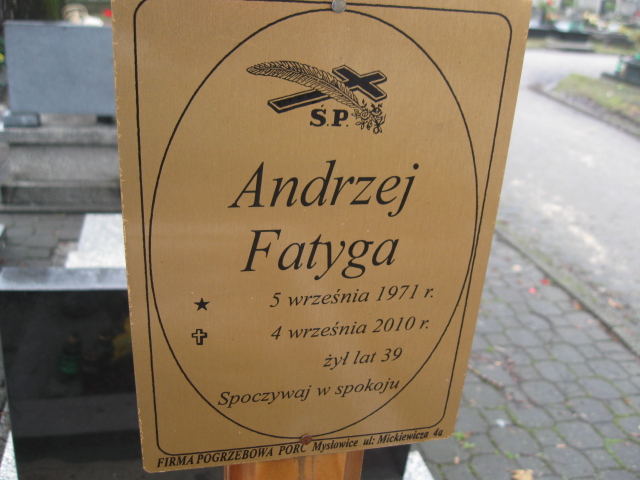 Ś.P.
Andrzej
Fatyga
5 września 1971 r.
4 września 2010 r.
żył lat 39
Spoczywaj w spokoju
FIRMA POGRZEBOWA PORC Mysłowice ul: Mickiewicza 4a